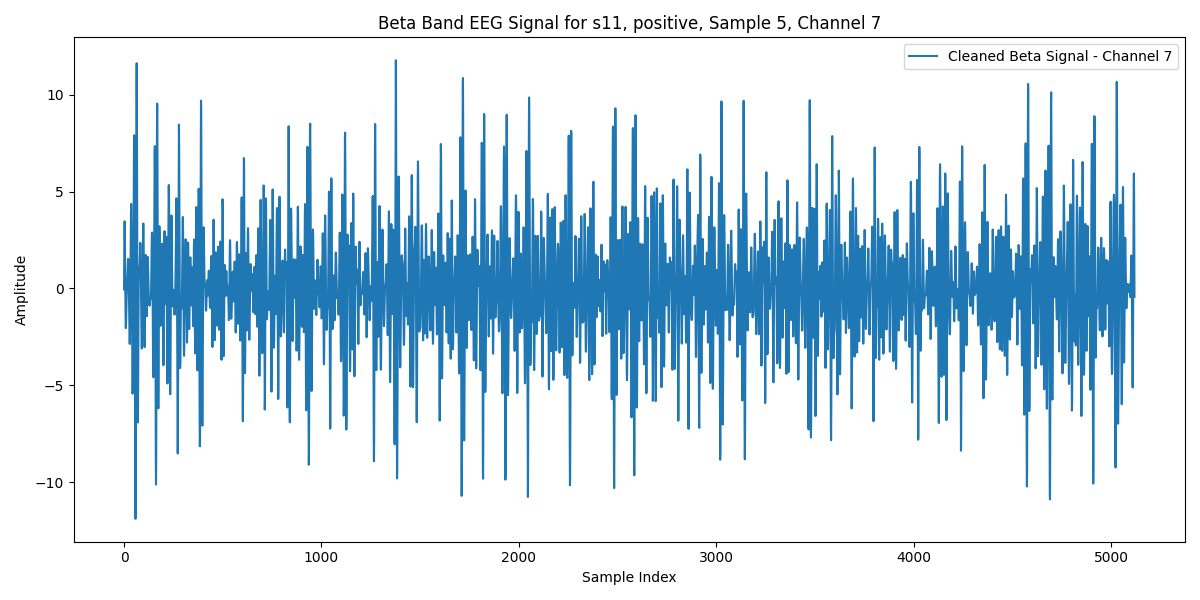 Beta Band EEG Signal for s11, positive, Sample 5, Channel 7
Cleaned Beta Signal - Channel 7
Amplitude
10
5
0
−5
−10
0 1000 2000 3000 4000 5000
Sample Index